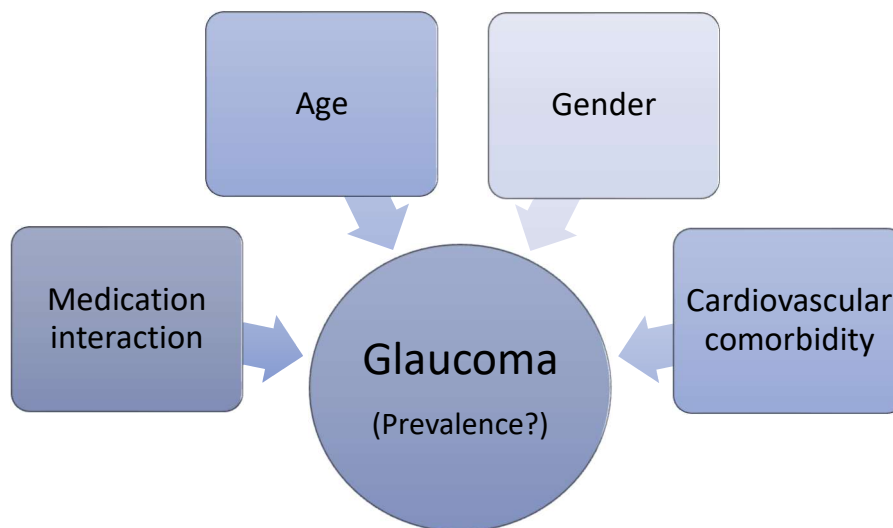 Age
Gender
Medication
interaction
Cardiovascular
comorbidity
Glaucoma
(Prevalence?)